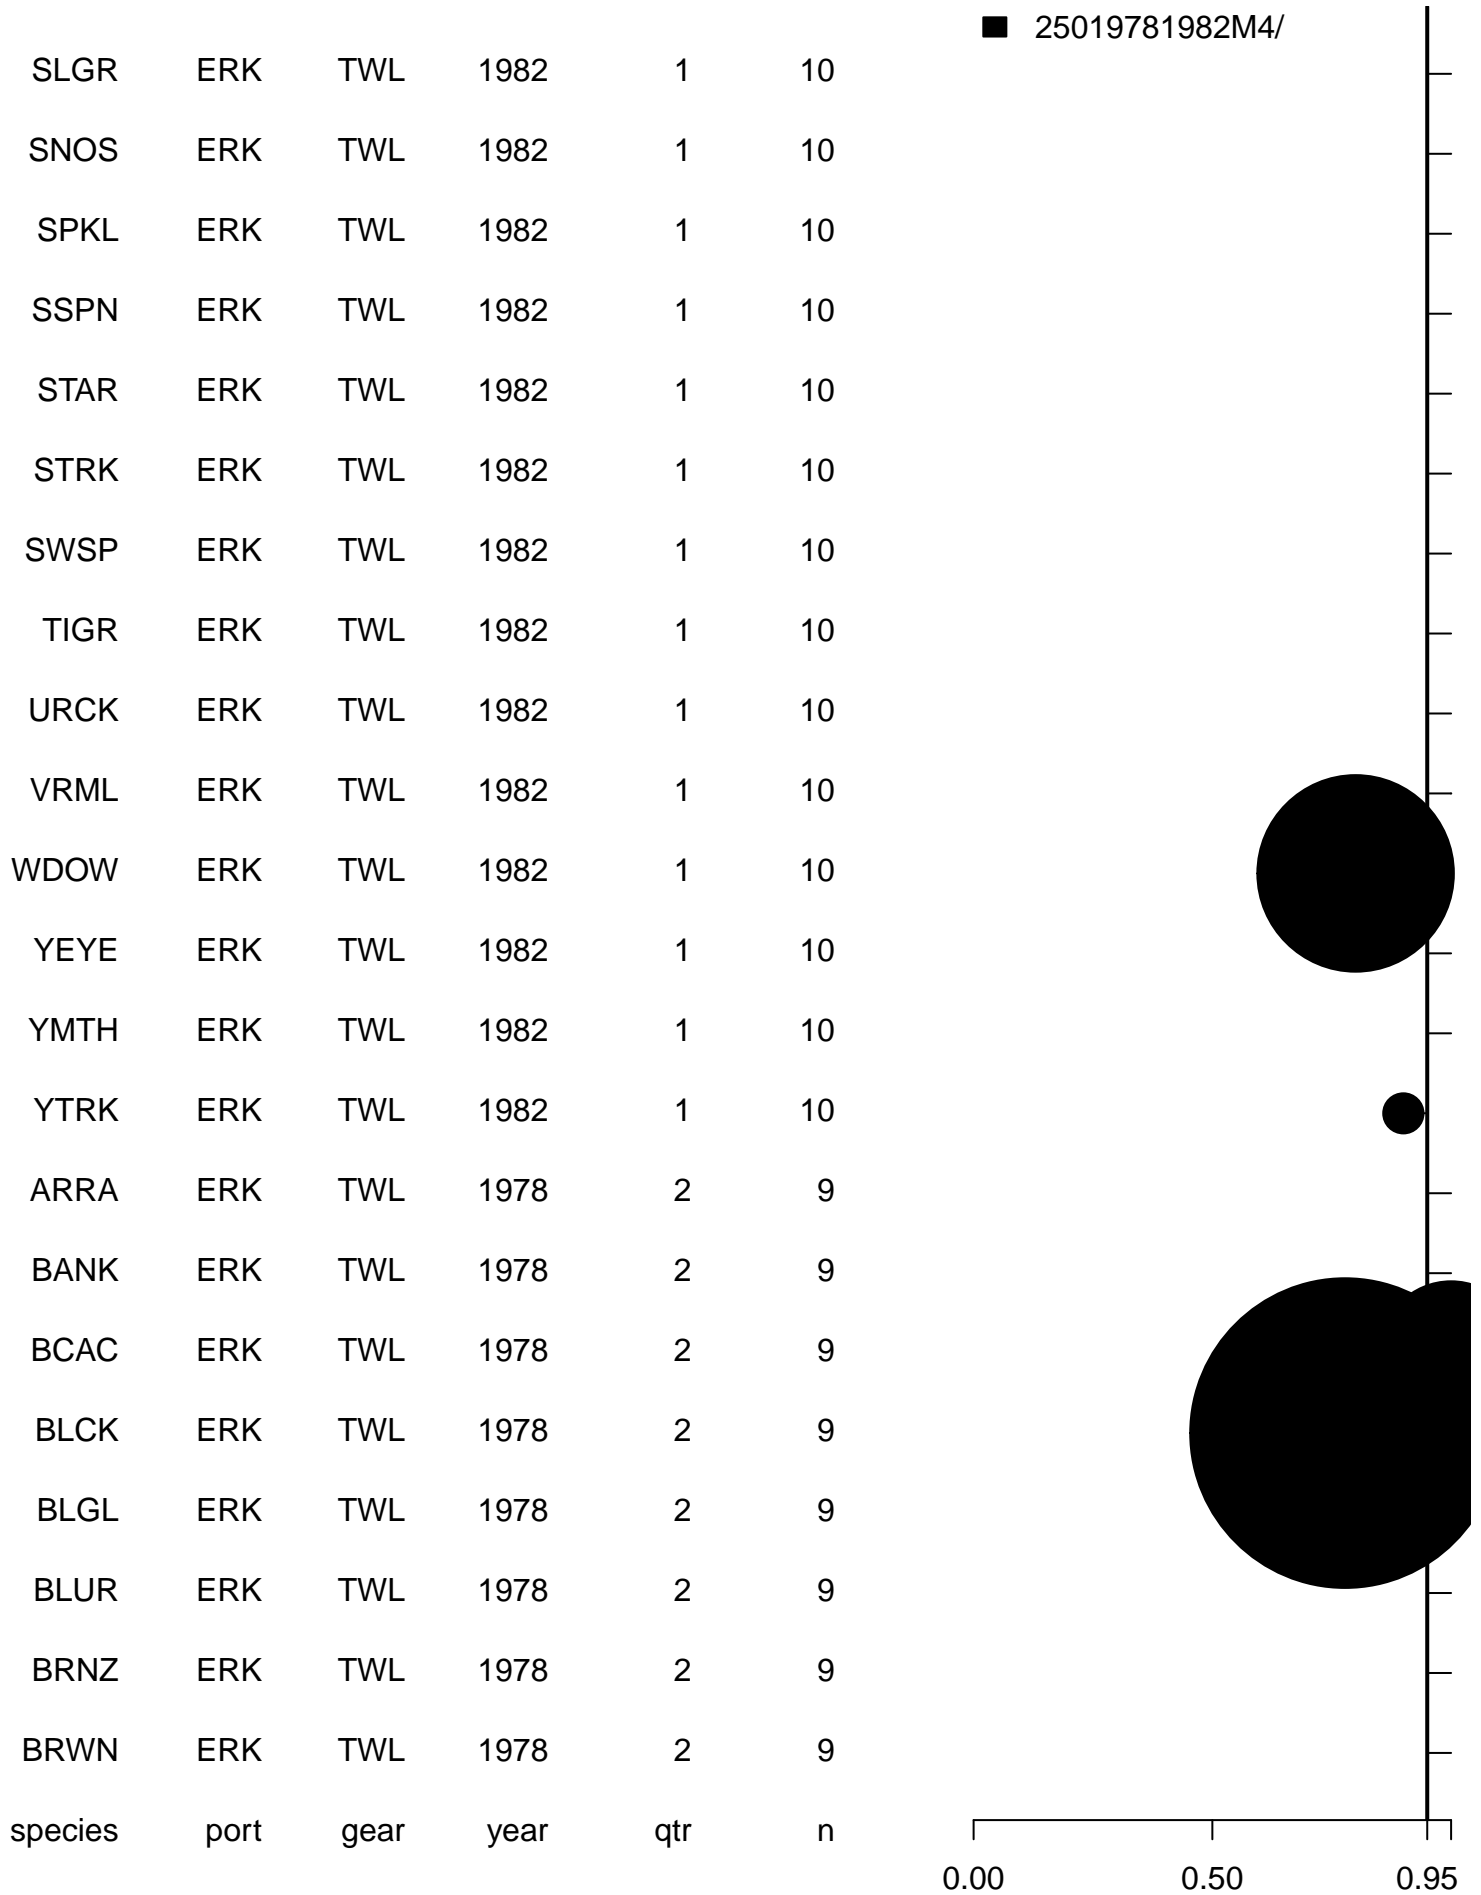 25019781982M4/
SLGR ERK TWL 1982 1 10
SNOS ERK TWL 1982 1 10
SPKL ERK TWL 1982 1 10
SSPN ERK TWL 1982 1 10
STAR ERK TWL 1982 1 10
STRK ERK TWL 1982 1 10
SWSP ERK TWL 1982 1 10
TIGR ERK TWL 1982 1 10
URCK ERK TWL 1982 1 10
VRML ERK TWL 1982 1 10
WDOW ERK TWL 1982 1 10
YEYE ERK TWL 1982 1 10
YMTH ERK TWL 1982 1 10
YTRK ERK TWL 1982 1 10
ARRA ERK TWL 1978 2 9
BANK ERK TWL 1978 2 9
BCAC ERK TWL 1978 2 9
BLCK ERK TWL 1978 2 9
BLGL ERK TWL 1978 2 9
BLUR ERK TWL 1978 2 9
BRNZ ERK TWL 1978 2 9
BRWN ERK TWL 1978 2 9
species port gear year qtr n
0.00 0.50 0.95